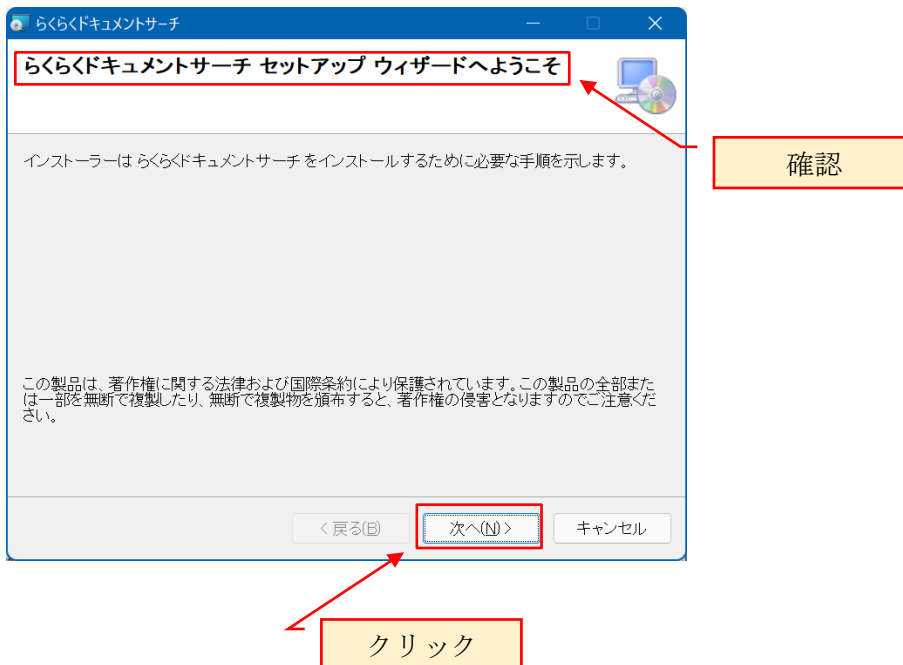 らくらくドキュメントサーチ
らくらくドキュメントサーチ セットアップ ウィザードへようこそ
確認
インストーラーは らくらくドキュメントサーチ をインストールするために必要な手順を示します。
この製品は、著作権に関する法律および国際条約により保護されています。この製品の全部また
は一部を無断で複製したり、無断で複製物を頒布すると、著作権の侵害となりますのでご注意くだ
さい。
< 戻る(B)
次へ(N) >
キャンセル
クリック